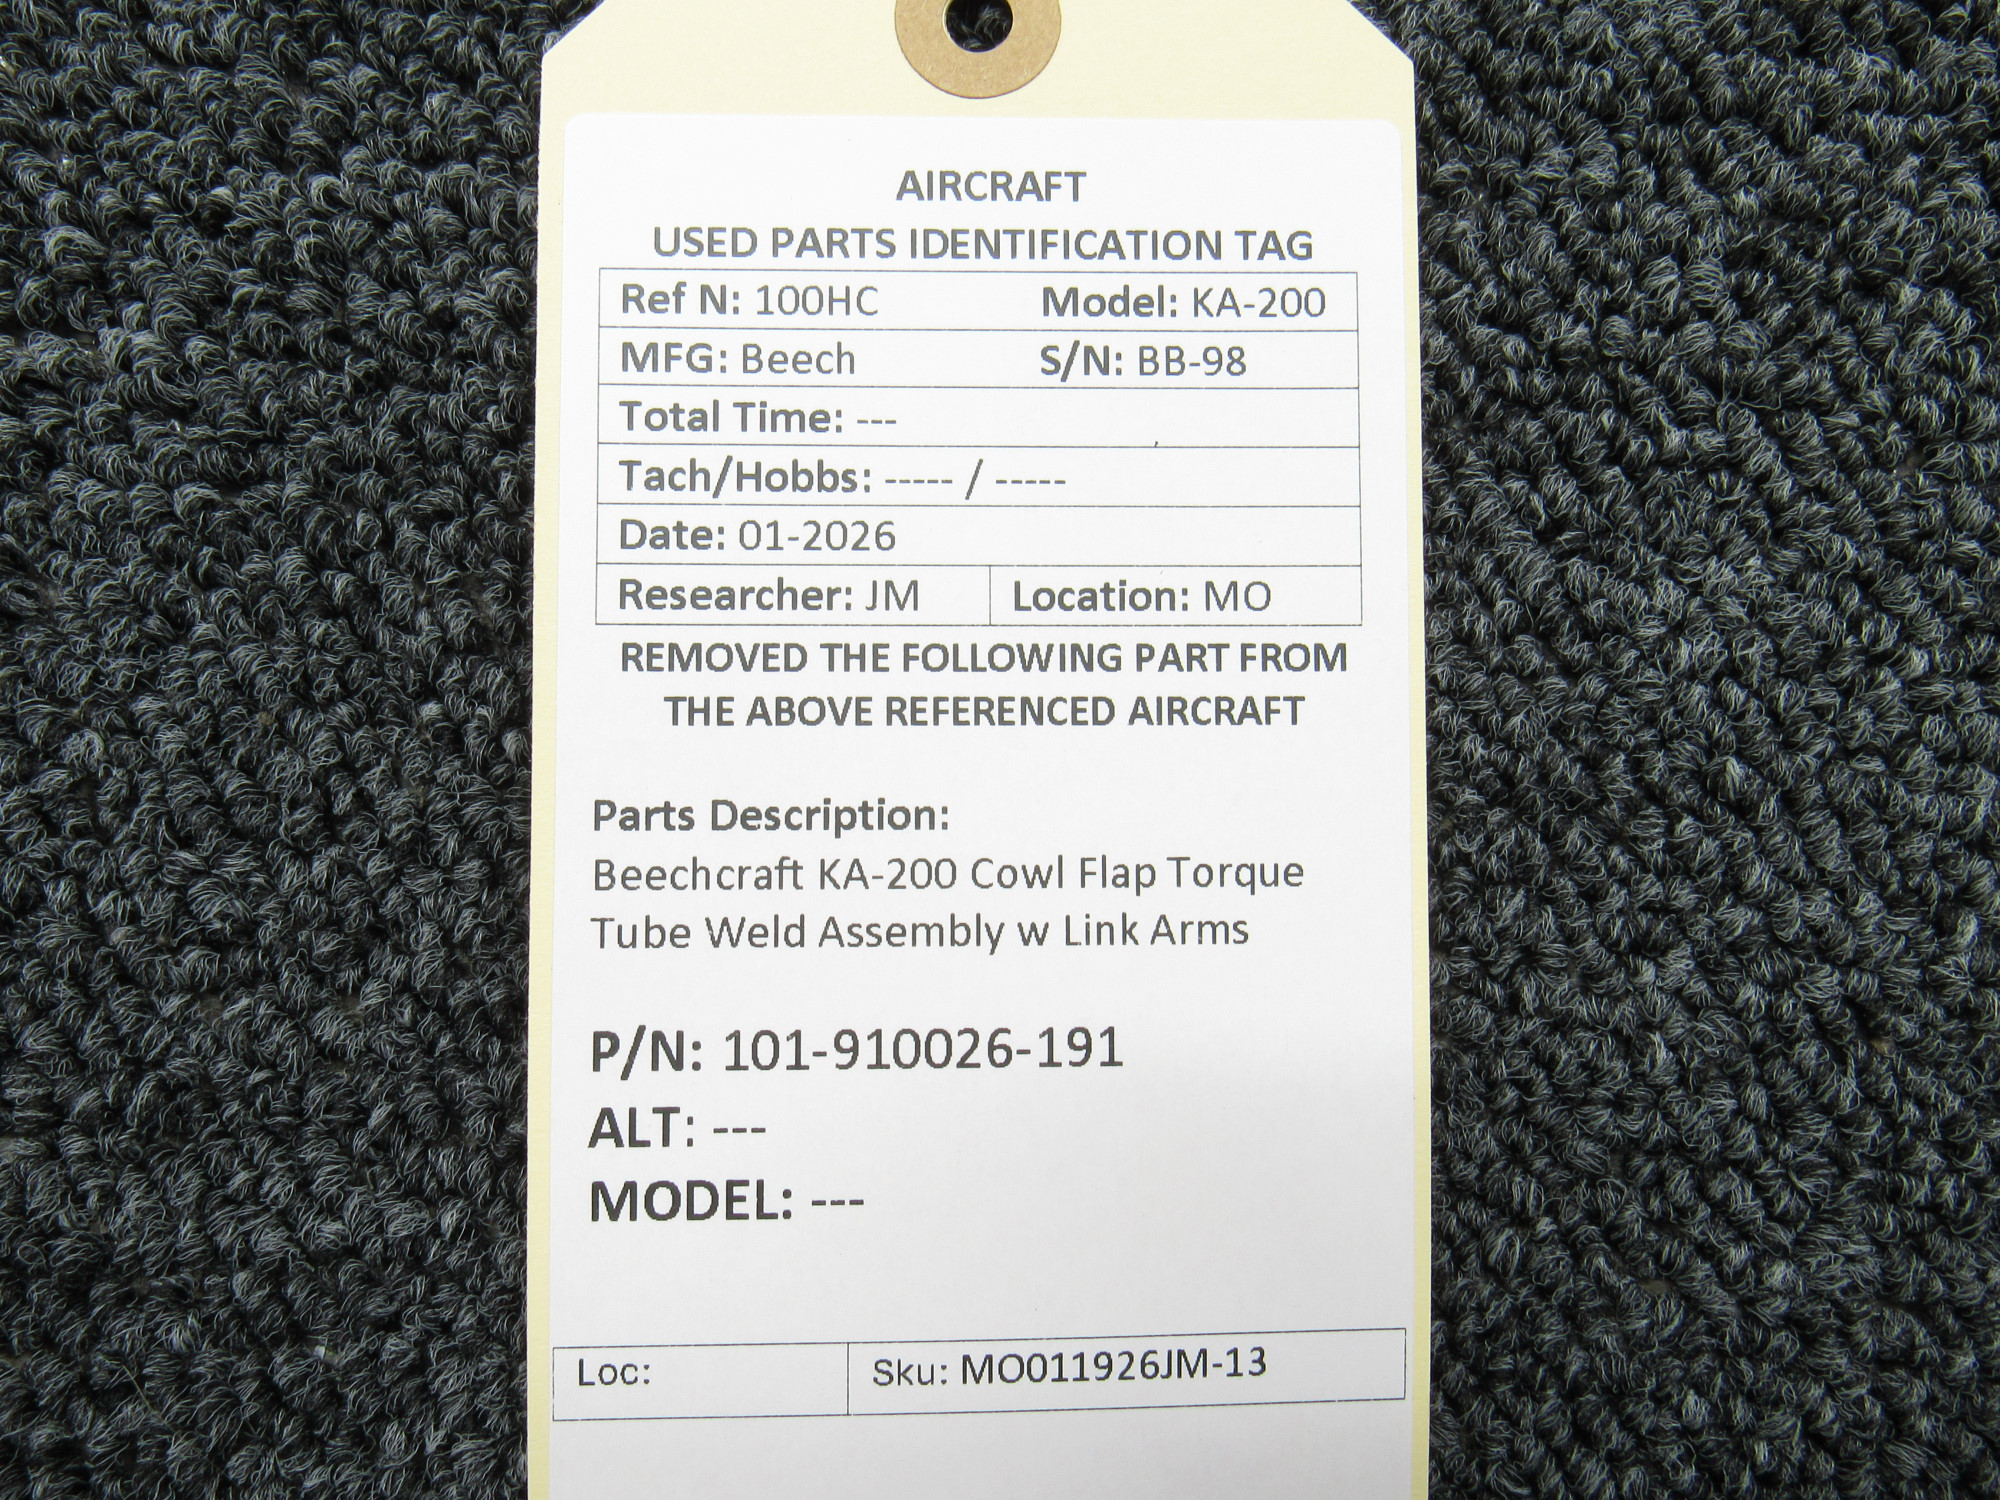 AIRCRAFT
USED PARTS IDENTIFICATION TAG
Ref N: 100HC Model: KA-200
MFG: Beech S/N: BB-98
Total Time: ---
Tach/Hobbs: ----- / -----
Date: 01-2026
Researcher: JM Location: MO
REMOVED THE FOLLOWING PART FROM
THE ABOVE REFERENCED AIRCRAFT
Parts Description:
Beechcraft KA-200 Cowl Flap Torque
Tube Weld Assembly w Link Arms
P/N: 101-910026-191
ALT: ---
MODEL: ---
Loc: Sku: MO011926JM-13